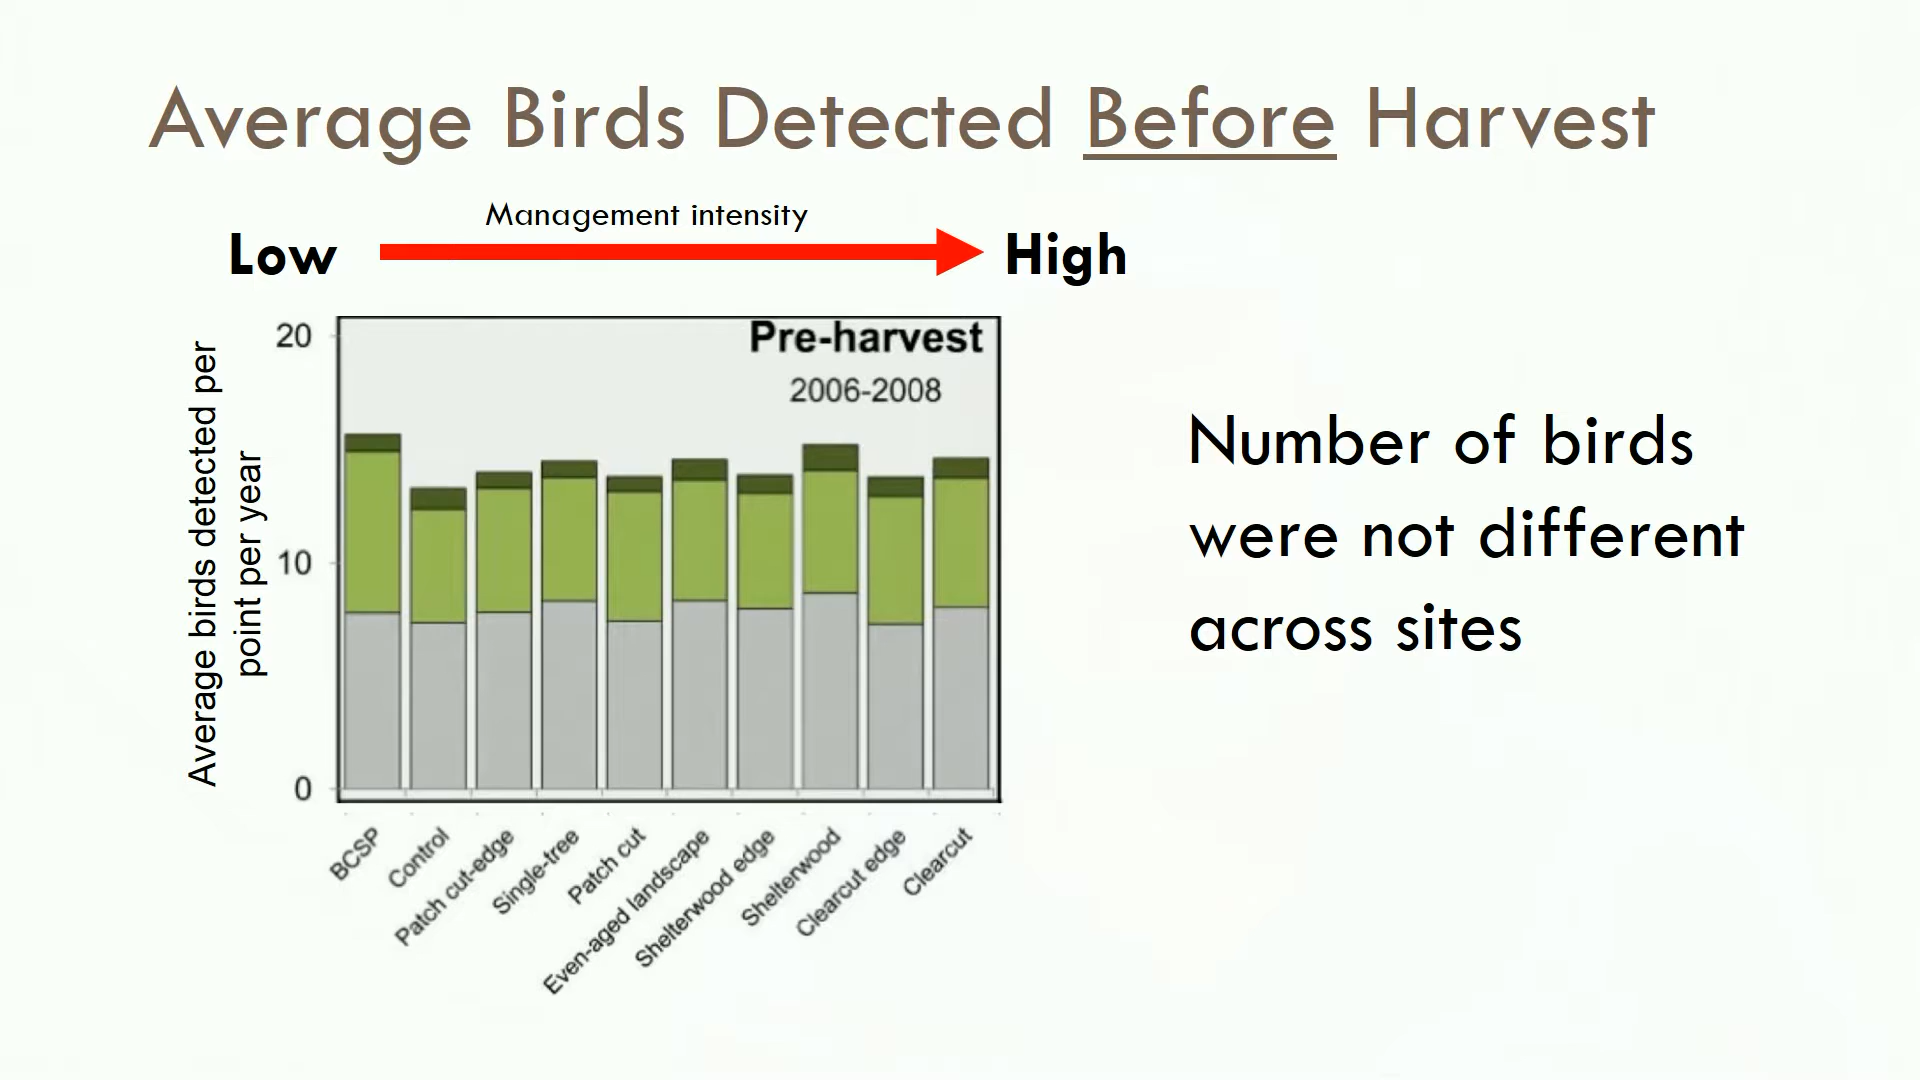 Average Birds Detected Before Harvest
Management intensity
Low
High
Average birds detected per
point per year
20
10
0
Pre-harvest
2006-2008
BCSP
Control
Patch cut-edge
Single-tree
Patch cut
Even-aged landscape
Shelterwood edge
Shelterwood
Clearcut edge
Clearcut
Number of birds
were not different
across sites